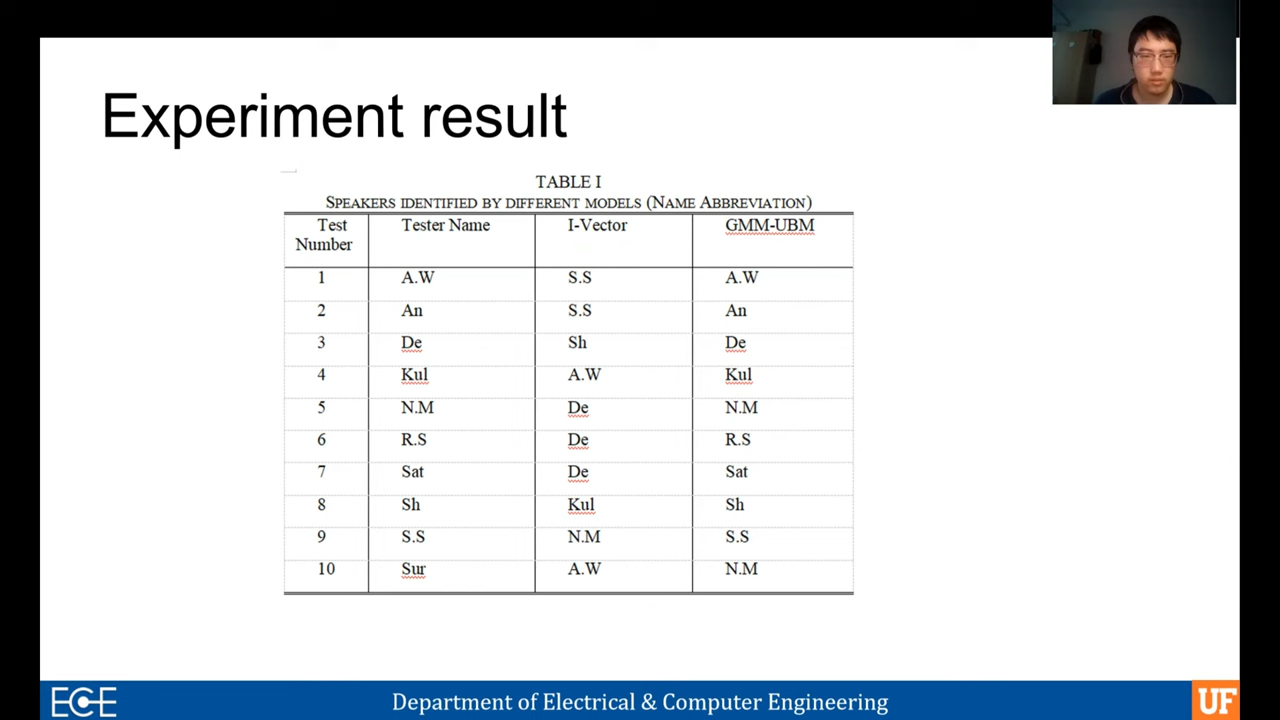 Experiment result
TABLE I
SPEAKERS IDENTIFIED BY DIFFERENT MODELS (NAME ABBREVIATION)
Test Number Tester Name I-Vector GMM-UBM
1 A.W S.S A.W
2 An S.S An
3 De Sh De
4 Kul A.W Kul
5 N.M De N.M
6 R.S De R.S
7 Sat De Sat
8 Sh Kul Sh
9 S.S N.M S.S
10 Sur A.W N.M
ECE Department of Electrical & Computer Engineering UF